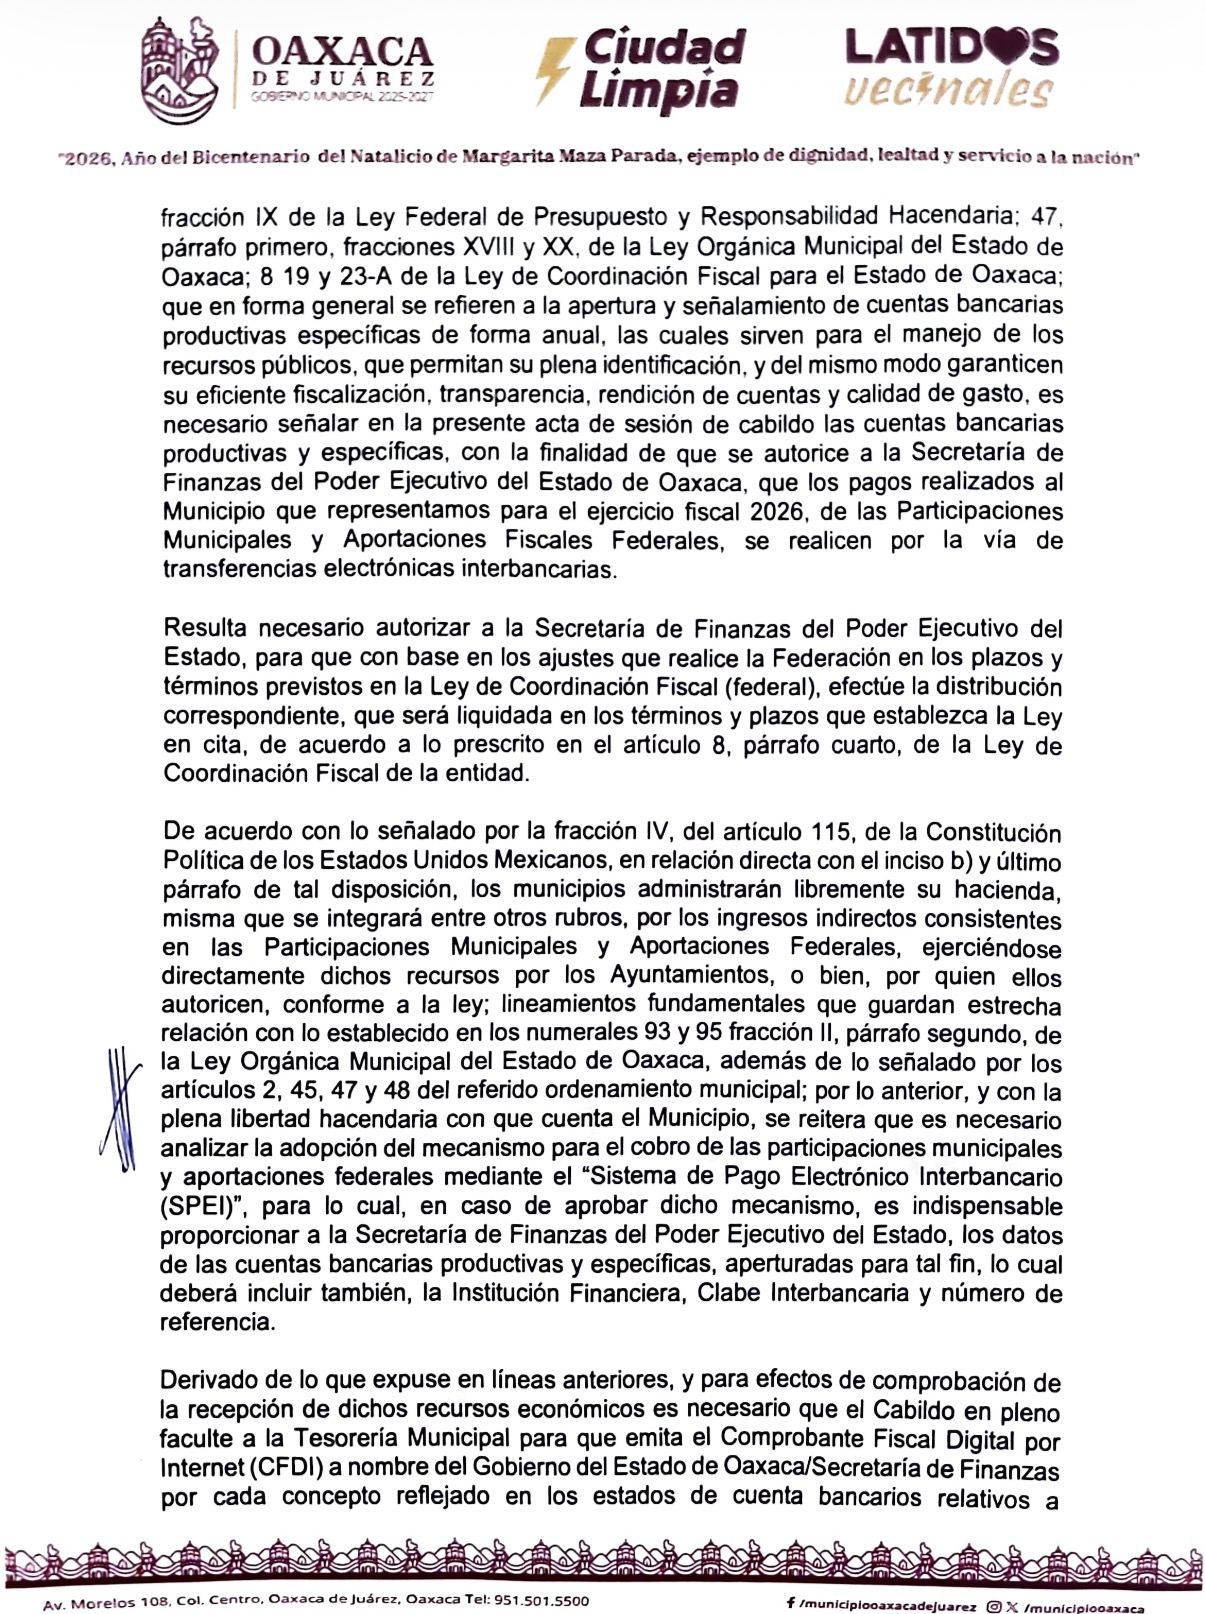 OAXACA
DE JUÁREZ
GOBIERNO MUNICIPAL 2025-2027
Ciudad
Limpia
LATIDOS
vecinales
"2026, Año del Bicentenario del Natalicio de Margarita Maza Parada, ejemplo de dignidad, lealtad y servicio a la nación"
fracción IX de la Ley Federal de Presupuesto y Responsabilidad Hacendaria; 47,
párrafo primero, fracciones XVIII y XX, de la Ley Orgánica Municipal del Estado de
Oaxaca; 8 19 y 23-A de la Ley de Coordinación Fiscal para el Estado de Oaxaca;
que en forma general se refieren a la apertura y señalamiento de cuentas bancarias
productivas específicas de forma anual, las cuales sirven para el manejo de los
recursos públicos, que permitan su plena identificación, y del mismo modo garanticen
su eficiente fiscalización, transparencia, rendición de cuentas y calidad de gasto, es
necesario señalar en la presente acta de sesión de cabildo las cuentas bancarias
productivas y específicas, con la finalidad de que se autorice a la Secretaría de
Finanzas del Poder Ejecutivo del Estado de Oaxaca, que los pagos realizados al
Municipio que representamos para el ejercicio fiscal 2026, de las Participaciones
Municipales y Aportaciones Fiscales Federales, se realicen por la vía de
transferencias electrónicas interbancarias.
Resulta necesario autorizar a la Secretaría de Finanzas del Poder Ejecutivo del
Estado, para que con base en los ajustes que realice la Federación en los plazos y
términos previstos en la Ley de Coordinación Fiscal (federal), efectúe la distribución
correspondiente, que será liquidada en los términos y plazos que establezca la Ley
en cita, de acuerdo a lo prescrito en el artículo 8, párrafo cuarto, de la Ley de
Coordinación Fiscal de la entidad.
De acuerdo con lo señalado por la fracción IV, del artículo 115, de la Constitución
Política de los Estados Unidos Mexicanos, en relación directa con el inciso b) y último
párrafo de tal disposición, los municipios administrarán libremente su hacienda,
misma que se integrará entre otros rubros, por los ingresos indirectos consistentes
en las Participaciones Municipales y Aportaciones Federales, ejerciéndose
directamente dichos recursos por los Ayuntamientos, o bien, por quien ellos
autoricen, conforme a la ley; lineamientos fundamentales que guardan estrecha
relación con lo establecido en los numerales 93 y 95 fracción II, párrafo segundo, de
la Ley Orgánica Municipal del Estado de Oaxaca, además de lo señalado por los
artículos 2, 45, 47 y 48 del referido ordenamiento municipal; por lo anterior, y con la
plena libertad hacendaria con que cuenta el Municipio, se reitera que es necesario
analizar la adopción del mecanismo para el cobro de las participaciones municipales
y aportaciones federales mediante el “Sistema de Pago Electrónico Interbancario
(SPEI)”, para lo cual, en caso de aprobar dicho mecanismo, es indispensable
proporcionar a la Secretaría de Finanzas del Poder Ejecutivo del Estado, los datos
de las cuentas bancarias productivas y específicas, aperturadas para tal fin, lo cual
deberá incluir también, la Institución Financiera, Clabe Interbancaria y número de
referencia.
Derivado de lo que expuse en líneas anteriores, y para efectos de comprobación de
la recepción de dichos recursos económicos es necesario que el Cabildo en pleno
faculte a la Tesorería Municipal para que emita el Comprobante Fiscal Digital por
Internet (CFDI) a nombre del Gobierno del Estado de Oaxaca/Secretaría de Finanzas
por cada concepto reflejado en los estados de cuenta bancarios relativos a
Av. Morelos 108, Col. Centro, Oaxaca de Juárez, Oaxaca Tel: 951.501.5500
/municipiooaxacadejuarez
/municipiooaxaca